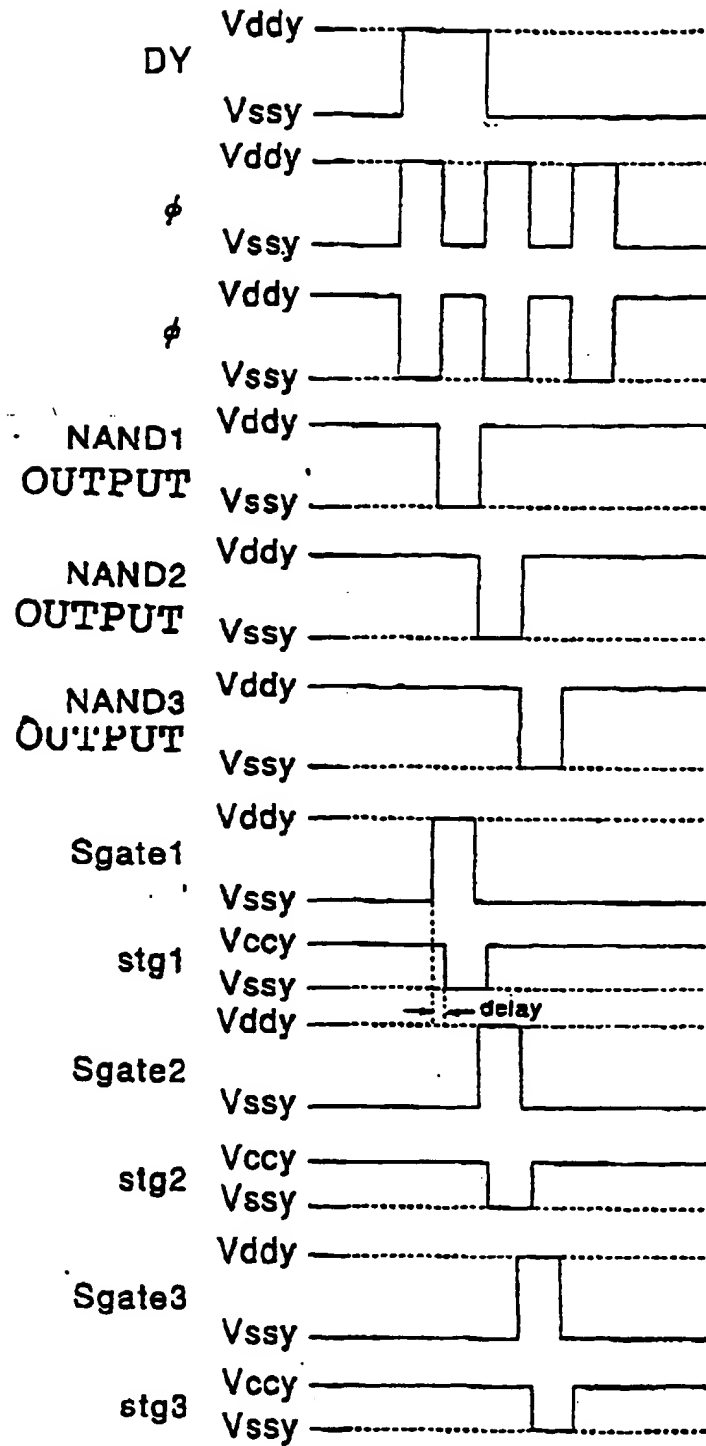 Vddy
DY
Vssy
Vddy
ϕ
Vssy
Vddy
ϕ
Vssy
Vddy
NAND1
OUTPUT
Vssy
Vddy
NAND2
OUTPUT
Vssy
Vddy
NAND3
OUTPUT
Vssy
Vddy
Sgate1
Vssy
Vccy
stg1
Vssy
delay
Vddy
Sgate2
Vssy
Vccy
stg2
Vssy
Vddy
Sgate3
Vssy
Vccy
stg3
Vssy